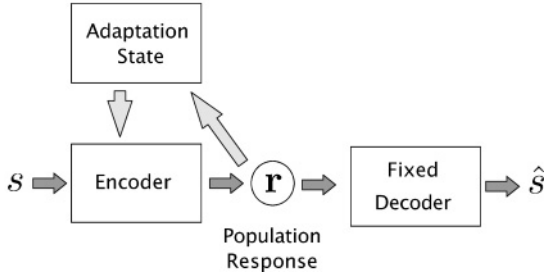 Adaptation
State
s
Encoder
r
Fixed
Decoder
ŝ
Population
Response